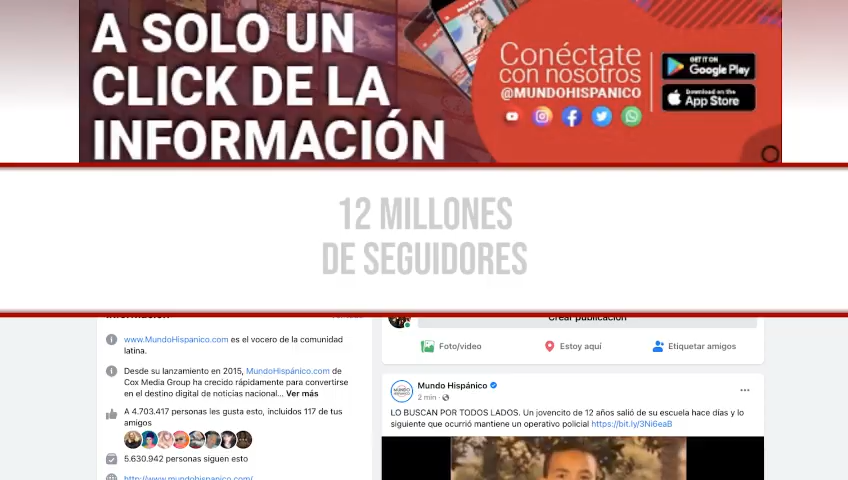 A SOLO UN
CLICK DE LA
INFORMACIÓN
Conéctate
con nosotros
@MUNDOHISPANICO
GET IT ON
Google Play
Download on the
App Store
12 MILLONES
DE SEGUIDORES
Información
www.MundoHispanico.com es el vocero de la comunidad
latina.
Desde su lanzamiento en 2015, MundoHispánico.com de
Cox Media Group ha crecido rápidamente para convertirse
en el destino digital de noticias nacional... Ver más
A 4.703.417 personas les gusta esto, incluidos 117 de tus
amigos
5.630.942 personas siguen esto
http://www.mundohispanico.com/
Crear publicación
Foto/video
Estoy aquí
Etiquetar amigos
Mundo Hispánico
2 min ·
LO BUSCAN POR TODOS LADOS. Un jovencito de 12 años salió de su escuela hace días y lo
siguiente que ocurrió mantiene un operativo policial https://bit.ly/3Ni6eaB